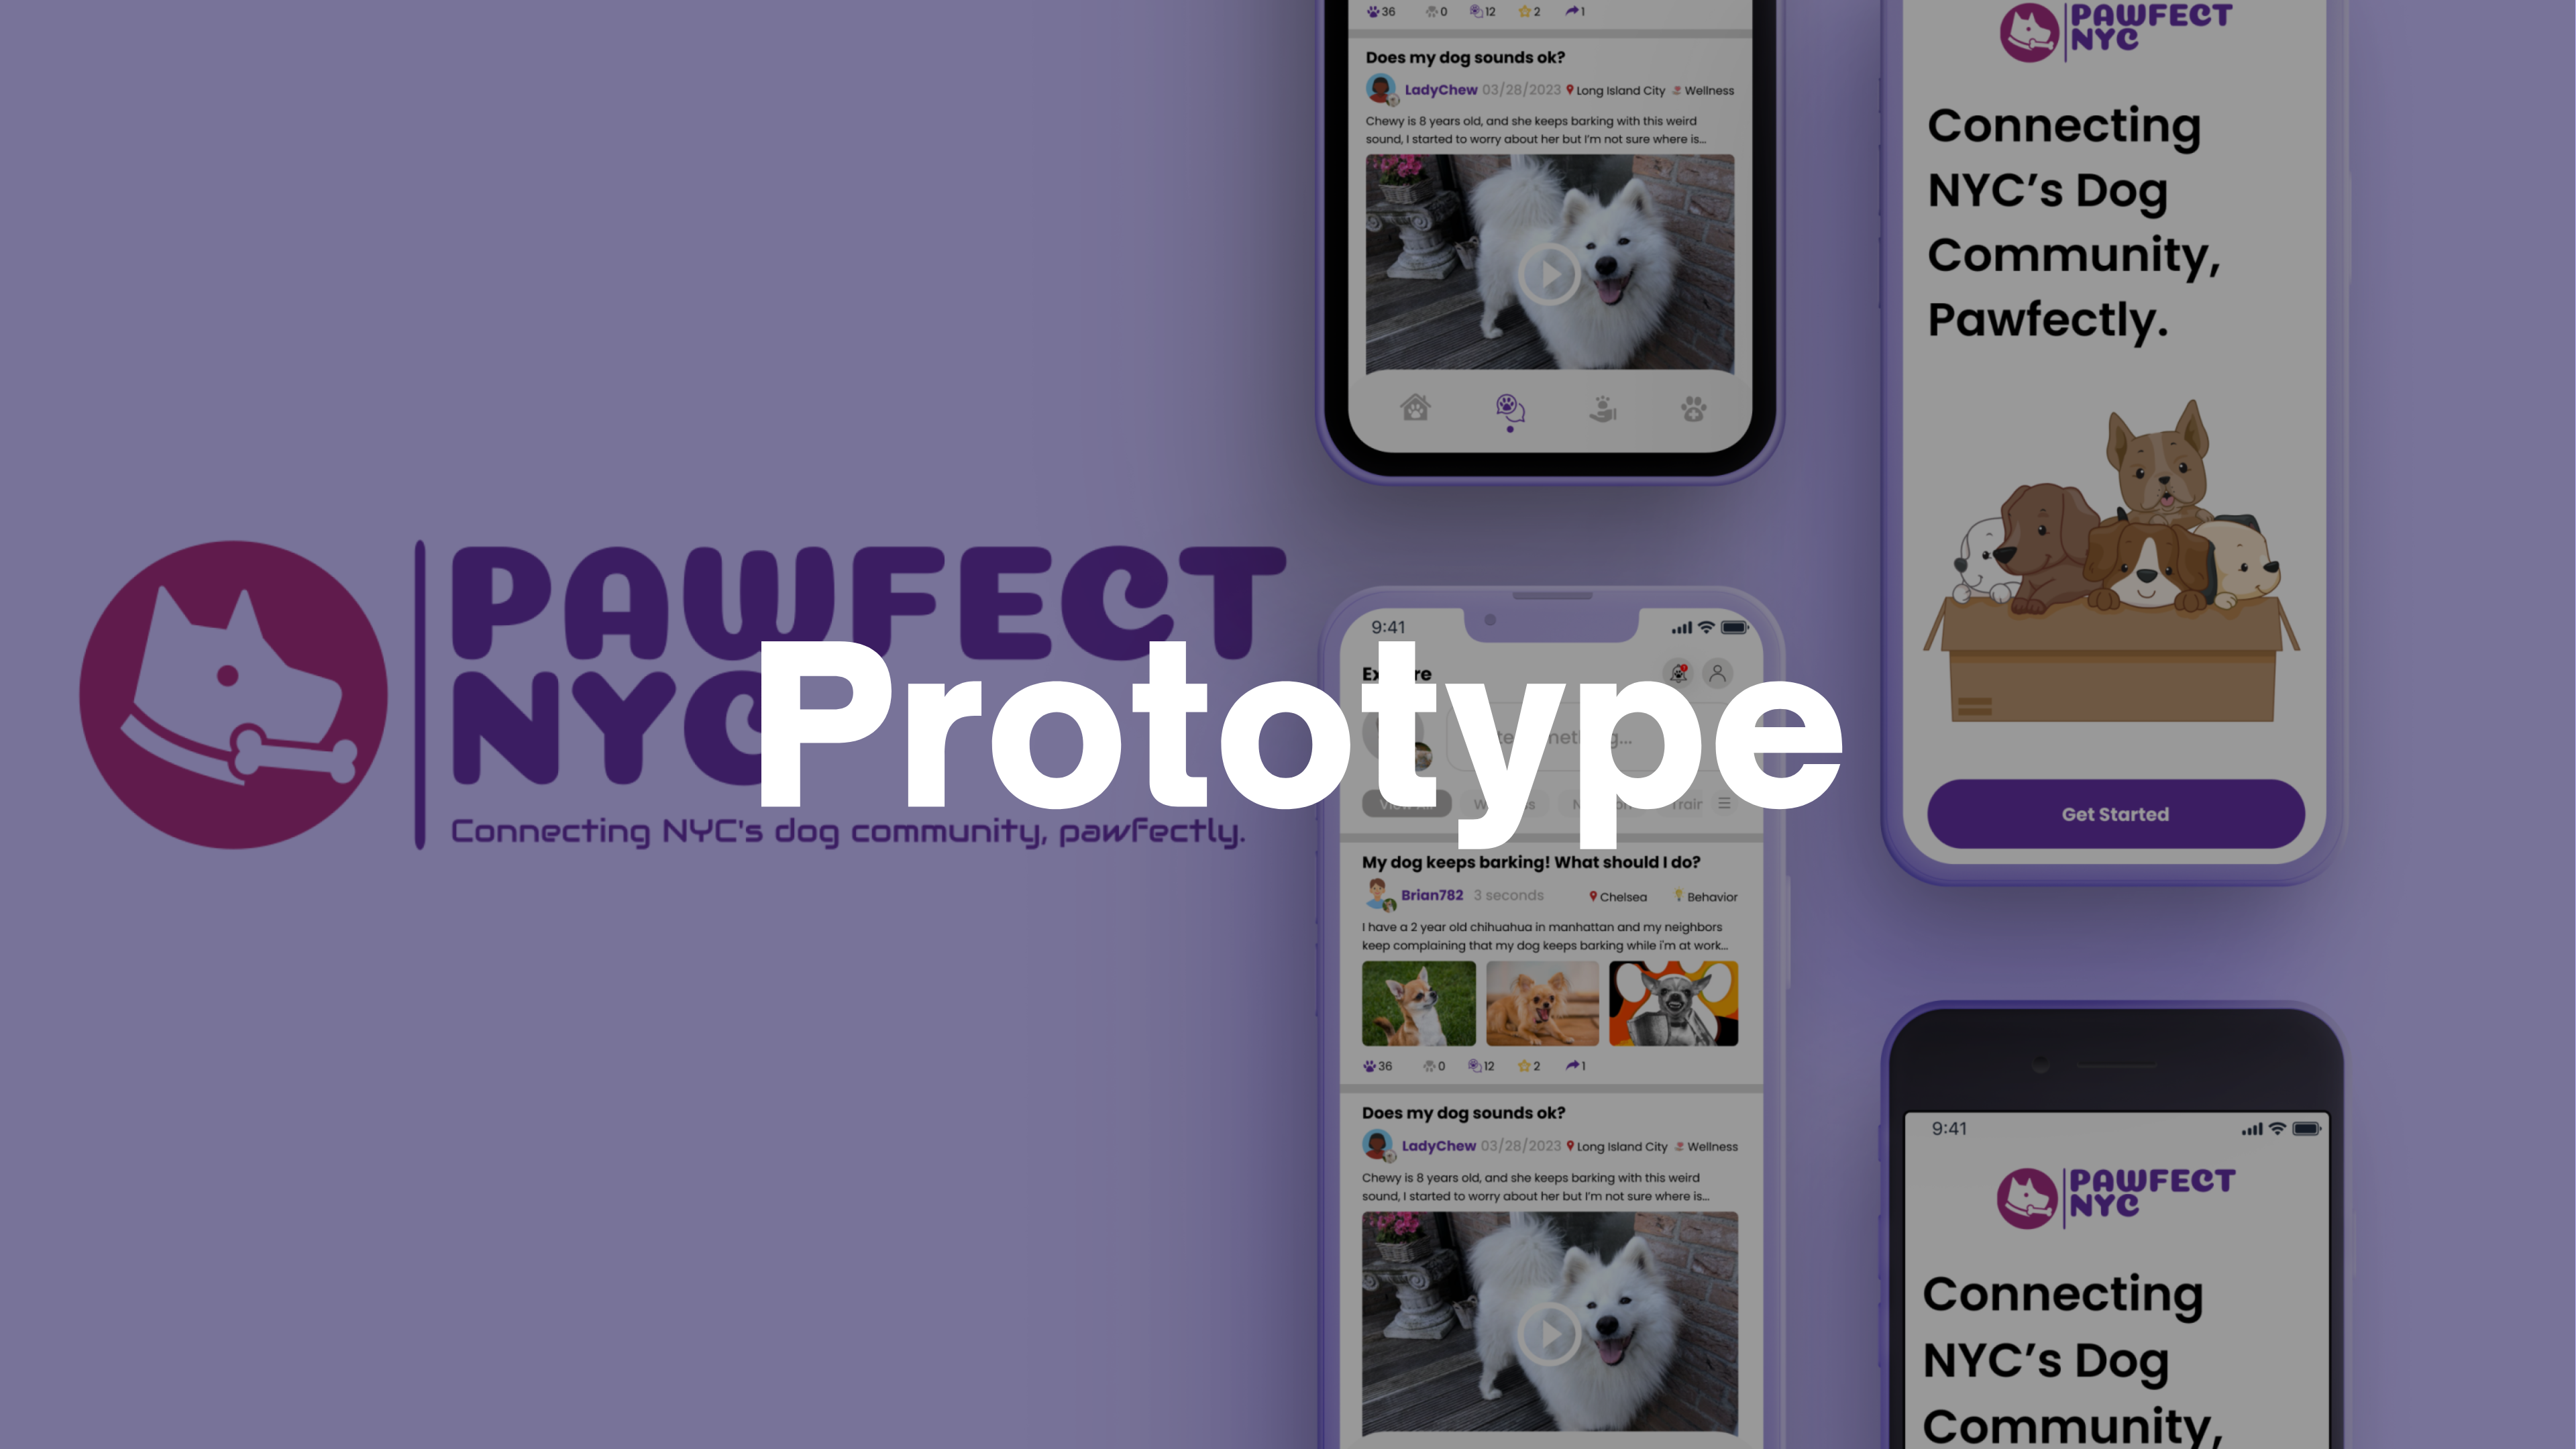 PAWFECT
NYC
Connecting NYC's dog community, pawfectly.
Prototype
36 0 12 2 1
Does my dog sounds ok?
LadyChew 03/28/2023 Long Island City Wellness
Chewy is 8 years old, and she keeps barking with this weird
sound, I started to worry about her but I'm not sure where is...
9:41
My dog keeps barking! What should I do?
Brian782 3 seconds Chelsea Behavior
I have a 2 year old chihuahua in manhattan and my neighbors
keep complaining that my dog keeps barking while i'm at work...
36 0 12 2 1
Does my dog sounds ok?
LadyChew 03/28/2023 Long Island City Wellness
Chewy is 8 years old, and she keeps barking with this weird
sound, I started to worry about her but I'm not sure where is...
PAWFECT
NYC
Connecting
NYC’s Dog
Community,
Pawfectly.
Get Started
9:41
PAWFECT
NYC
Connecting
NYC’s Dog
Community,